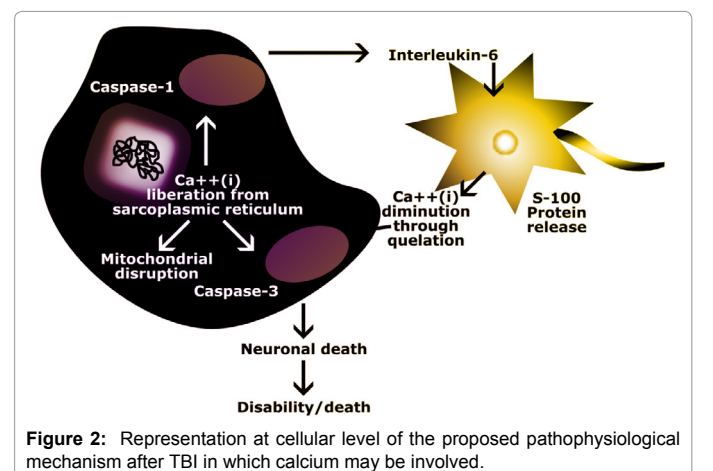 Caspase-1
Interleukin-6
Ca++(i)
liberation from
sarcoplasmic reticulum
Mitochondrial
disruption
Caspase-3
Ca++(i)
diminution
through
quelation
S-100
Protein
release
Neuronal death
Disability/death
Figure 2: Representation at cellular level of the proposed pathophysiological
mechanism after TBI in which calcium may be involved.